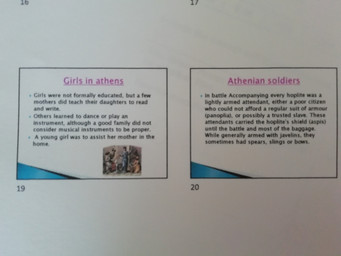 16
17
Girls in athens
Girls were not formally educated, but a few
mothers did teach their daughters to read
and write.
Others learned to dance or play an
instrument, although a good family did not
consider musical instruments to be proper.
A young girl was to assist her mother in the
home.
19
Athenian soldiers
In battle Accompanying every hoplite was a
lightly armed attendant, either a poor citizen
who could not afford a regular suit of armour
(panoplia), or possibly a trusted slave. These
attendants carried the hoplite's shield (aspis)
until the battle and most of the baggage.
While generally armed with javelins, they
sometimes had spears, slings or bows.
20